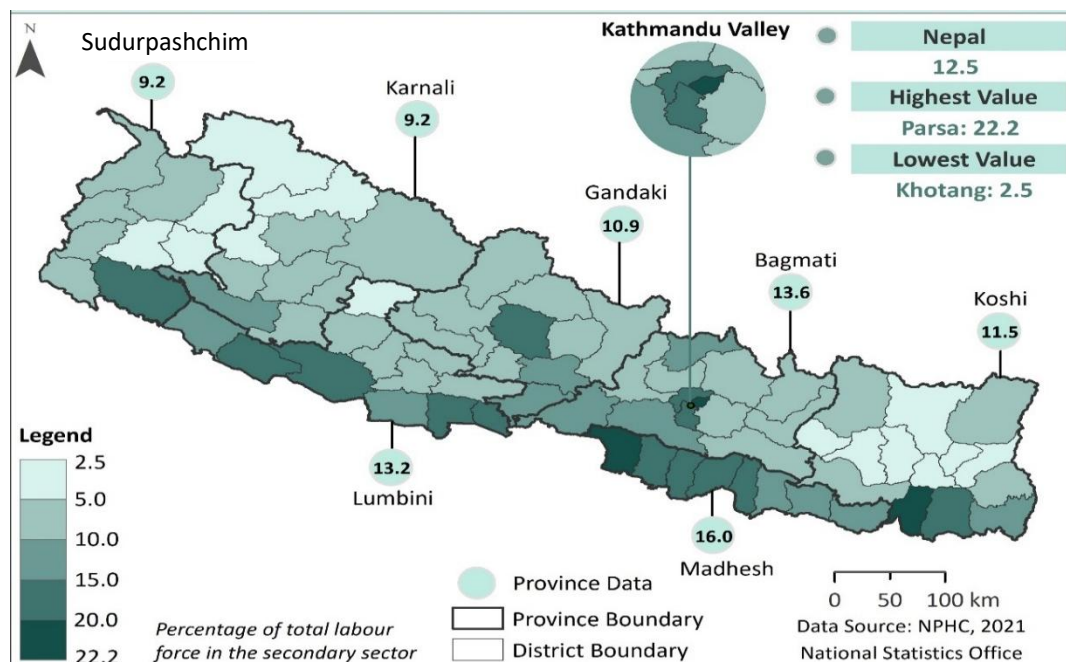 N
Sudurpashchim
9.2
Karnali
9.2
Gandaki
10.9
Kathmandu Valley
Bagmati
13.6
Koshi
11.5
Nepal
12.5
Highest Value
Parsa: 22.2
Lowest Value
Khotang: 2.5
13.2
Lumbini
16.0
Madhesh
Legend
2.5
5.0
10.0
15.0
20.0
22.2
Percentage of total labour
force in the secondary sector
Province Data
Province Boundary
District Boundary
0 50 100 km
Data Source: NPHC, 2021
National Statistics Office